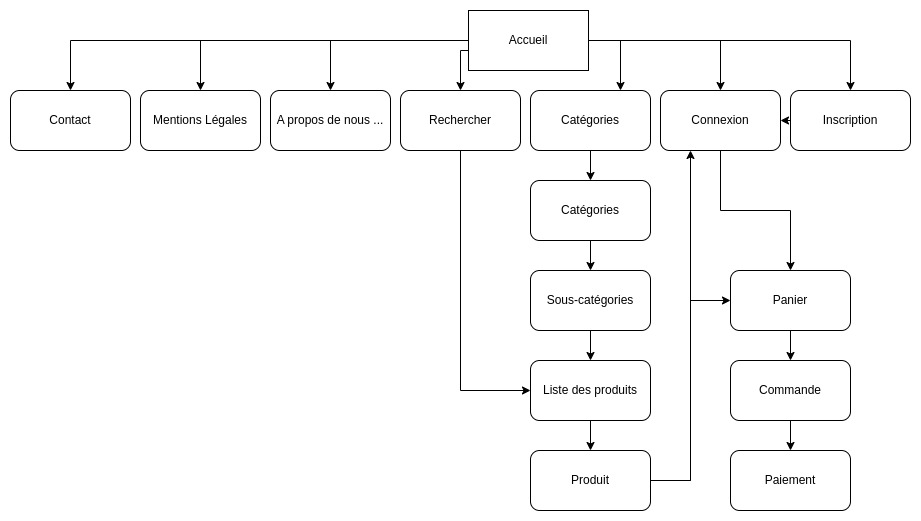 Accueil
Contact
Mentions Légales
A propos de nous ...
Rechercher
Catégories
Connexion
Inscription
Catégories
Sous-catégories
Panier
Liste des produits
Commande
Produit
Paiement